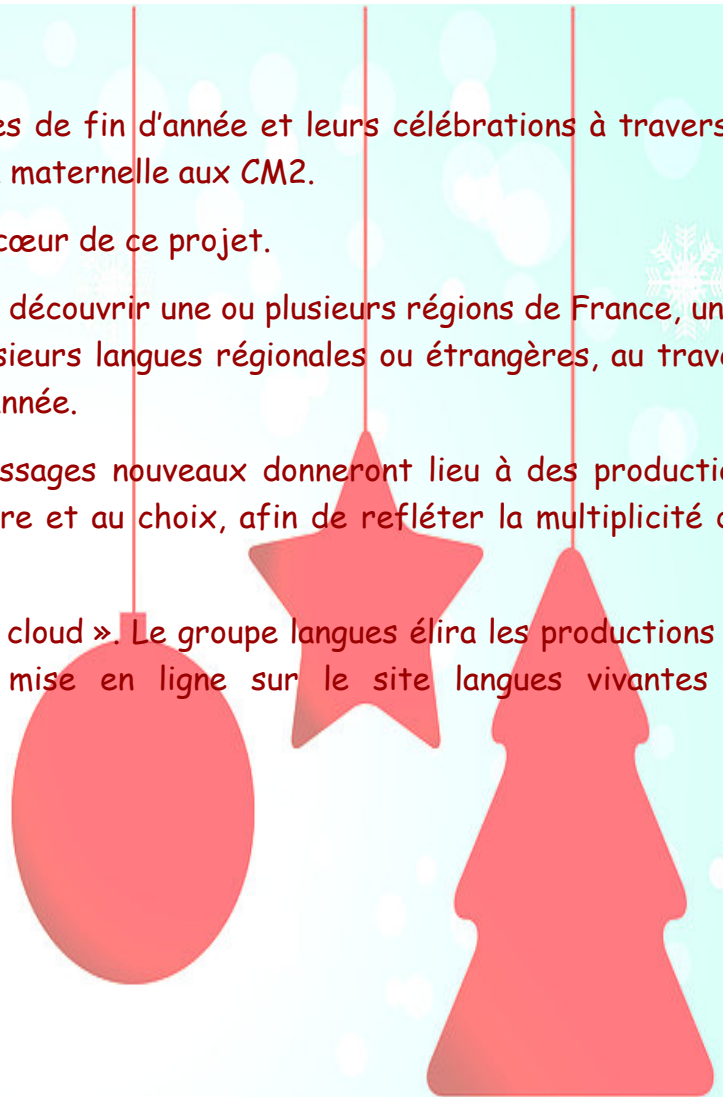 es de fin d’année et leurs célébrations à travers
maternelle aux CM2.
cœur de ce projet.
découvrir une ou plusieurs régions de France, un
sieurs langues régionales ou étrangères, au trav
année.
ssages nouveaux donneront lieu à des producti
re et au choix, afin de refléter la multiplicité
cloud ». Le groupe langues élira les productions
mise en ligne sur le site langues vivantes